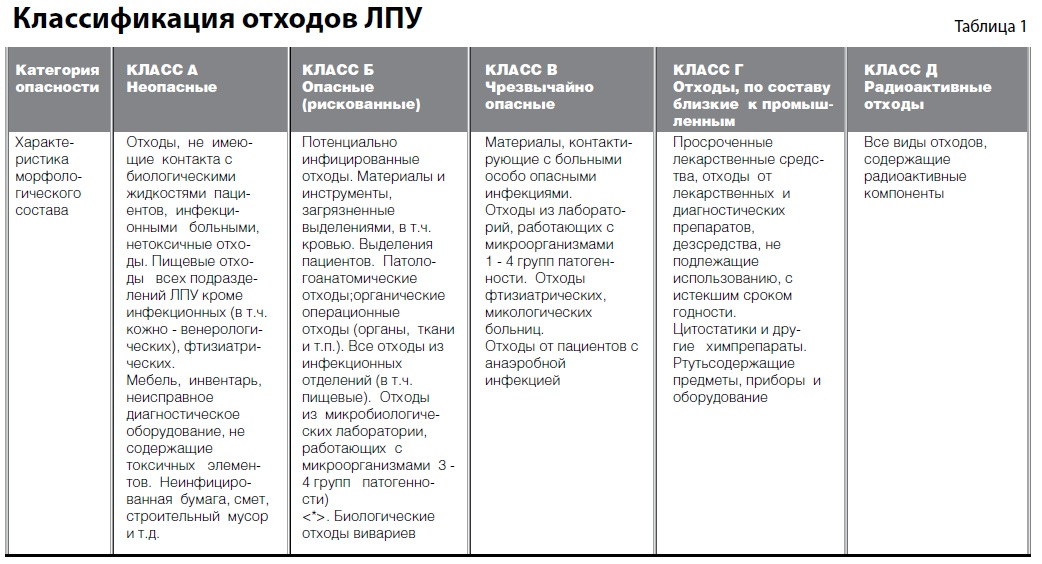 Классификация отходов ЛПУ
Таблица 1
Категория
опасности
КЛАСС А
Неопасные
КЛАСС Б
Опасные
(рискованные)
КЛАСС В
Чрезвычайно
опасные
КЛАСС Г
Отходы, по составу
близкие к промыш-
ленным
КЛАСС Д
Радиоактивные
отходы
Характе-
ристика
морфоло-
гического
состава
Отходы, не имею-
щие контакта с
биологическими
жидкостями паци-
ентов, инфекци-
онными больными,
нетоксичные отхо-
ды. Пищевые отхо-
ды всех подразде-
лений ЛПУ кроме
инфекционных (в т.ч.
кожно - венерологи-
ческих), фтизиатри-
ческих.
Мебель, инвентарь,
неисправное
диагностическое
оборудование, не
содержащие
токсичных элемен-
тов. Неинфициро-
ванная бумага, смет,
строительный мусор
и т.д.
Потенциально
инфицированные
отходы. Материалы и
инструменты,
загрязненные
выделениями, в т.ч.
кровью. Выделения
пациентов. Патоло-
гоанатомические
отходы;органические
операционные
отходы (органы, ткани
и т.п.). Все отходы из
инфекционных
отделений (в т.ч.
пищевые). Отходы
из микробиологиче-
ских лаборатории,
работающих с
микроорганизмами 3 -
4 групп патогенно-
сти)
<*>. Биологические
отходы вивариев
Материалы, контакти-
рующие с больными
особо опасными
инфекциями.
Отходы из лаборато-
рий, работающих с
микроорганизмами
1 - 4 групп патоген-
ности. Отходы
фтизиатрических,
микологических
больниц.
Отходы от пациентов с
анаэробной
инфекцией
Просроченные
лекарственные средс-
тва, отходы от
лекарственных и
диагностических
препаратов,
дезсредства, не
подлежащие
использованию, с
истекшим сроком
годности.
Цитостатики и дру-
гие химпрепараты.
Ртутьсодержащие
предметы, приборы и
оборудование
Все виды отходов,
содержащие
радиоактивные
компоненты